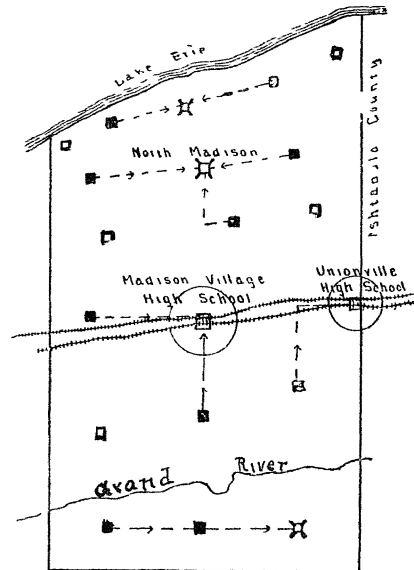 Lake Erie
North Madison
Ashtabula County
Madison Village
High School
Unionville
High School
Grand River